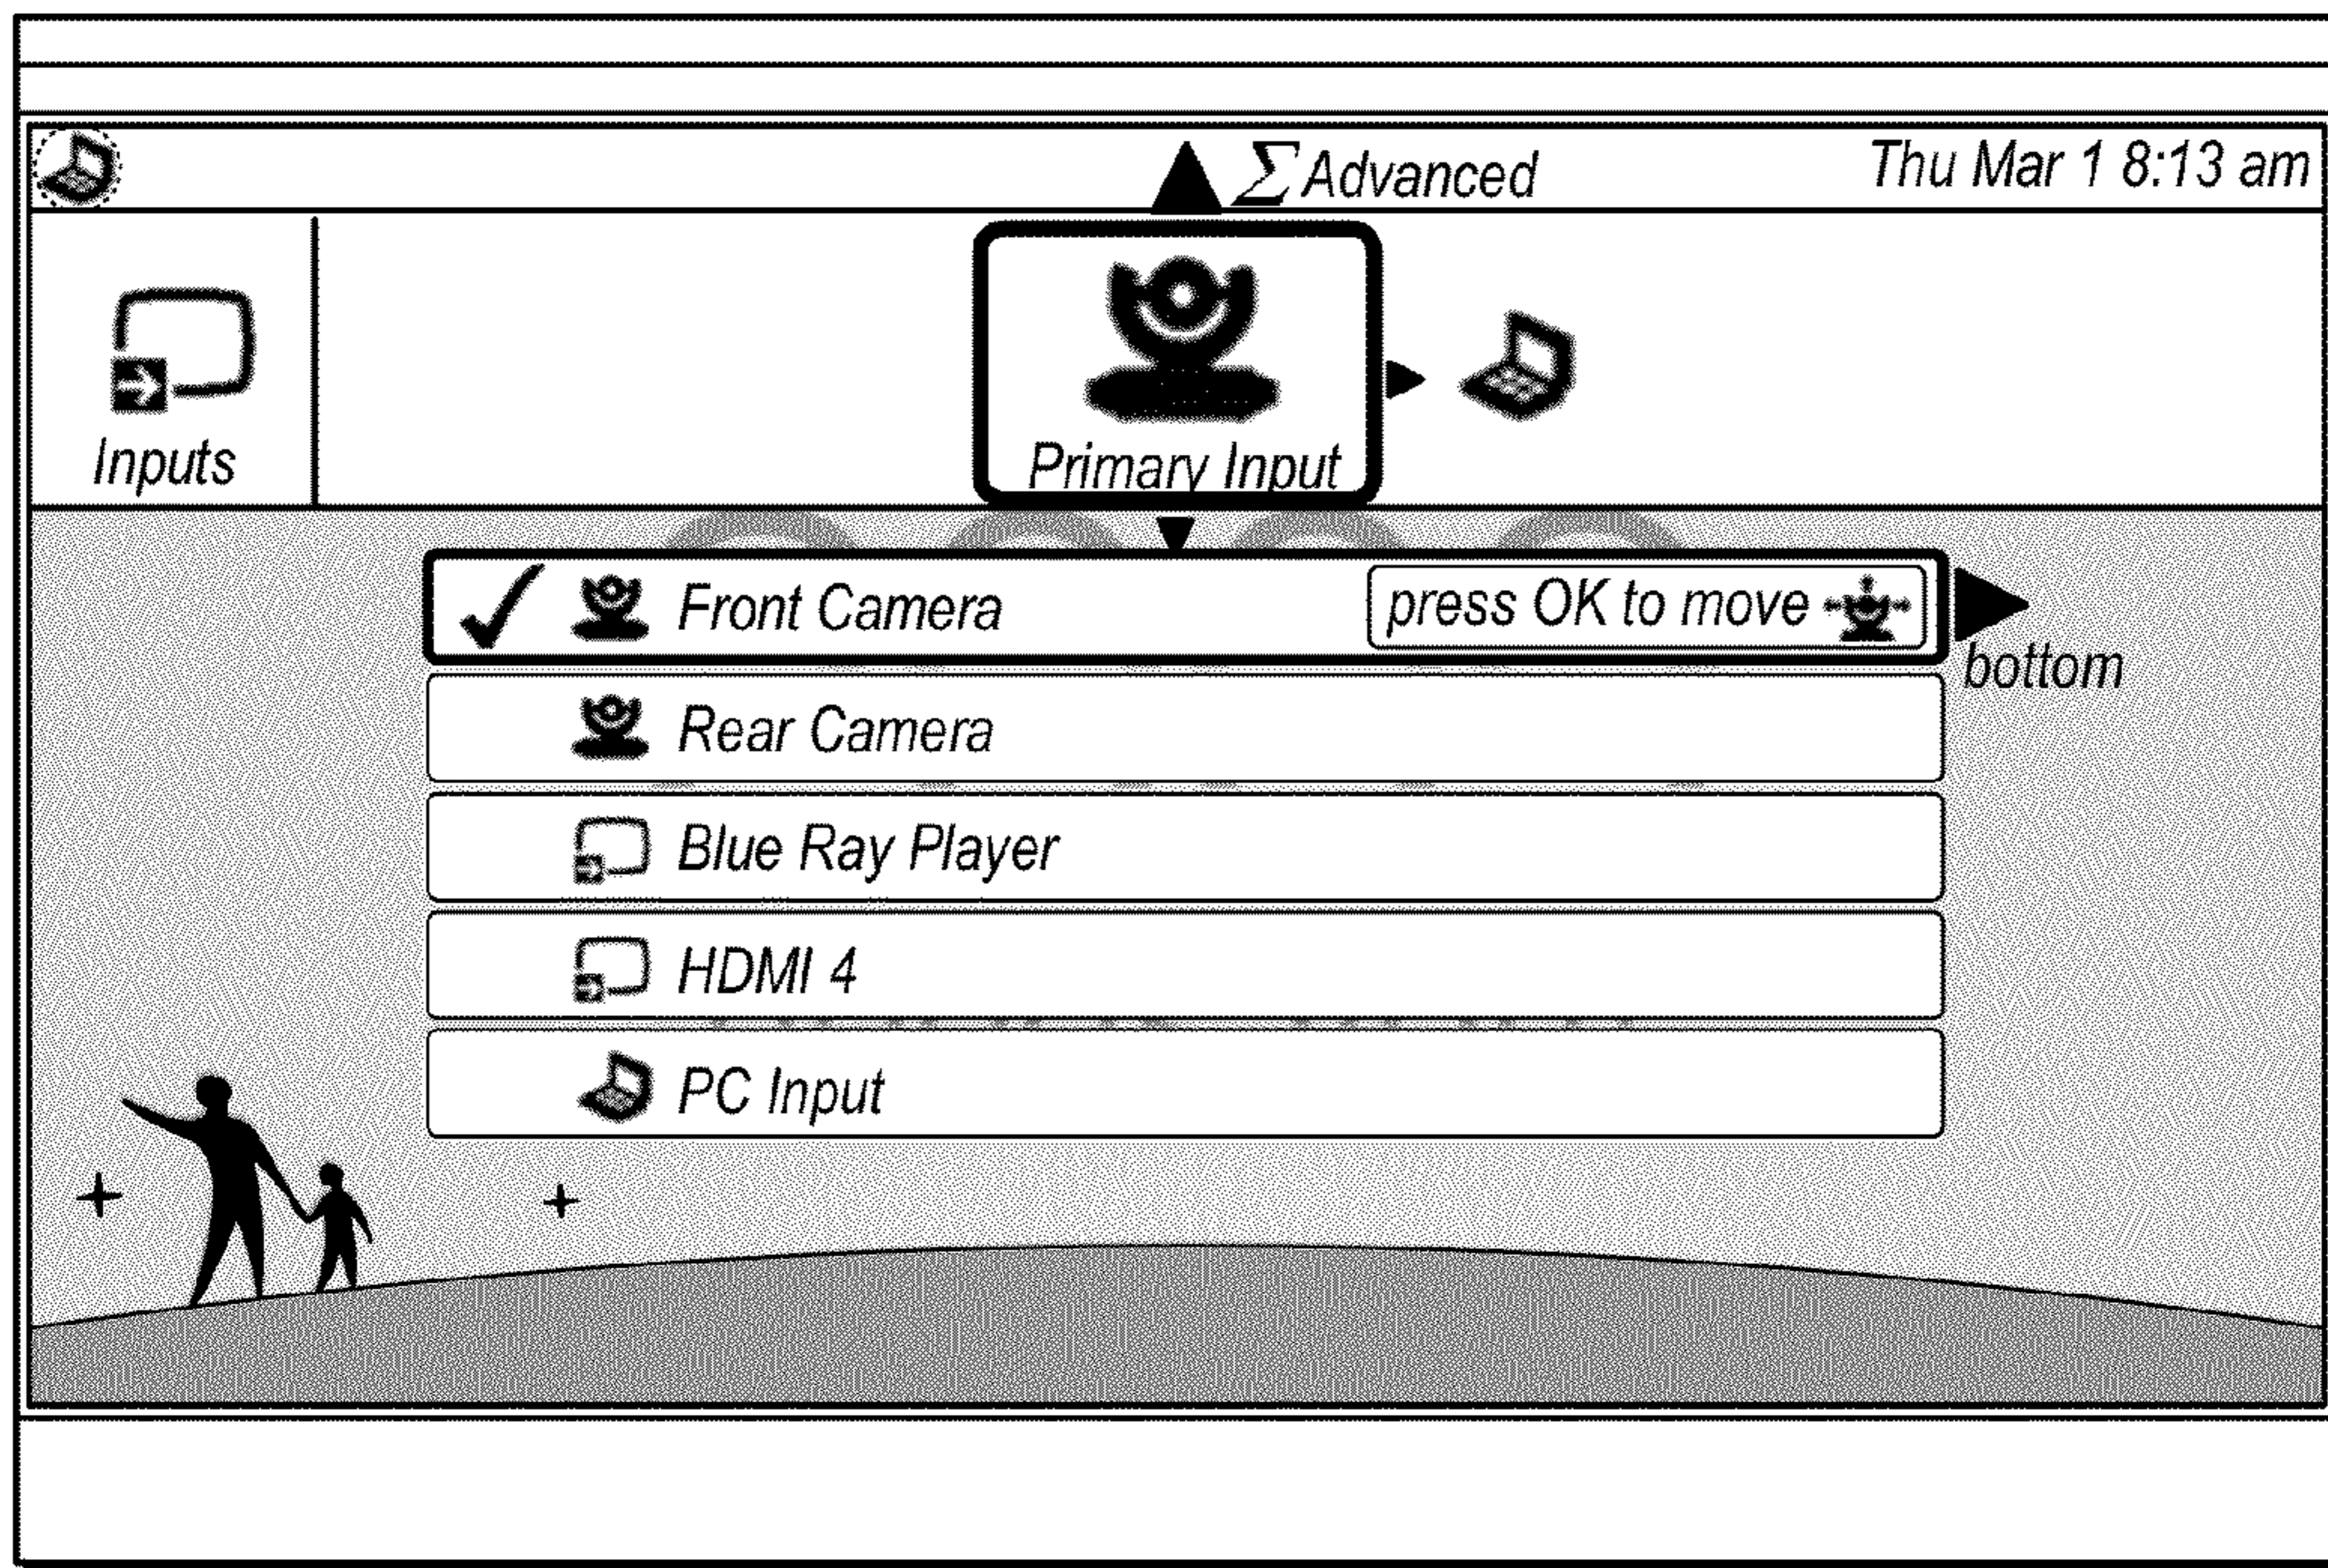 Σ Advanced
Thu Mar 1 8:13 am
Inputs
Primary Input
Front Camera
press OK to move
bottom
Rear Camera
Blue Ray Player
HDMI 4
PC Input